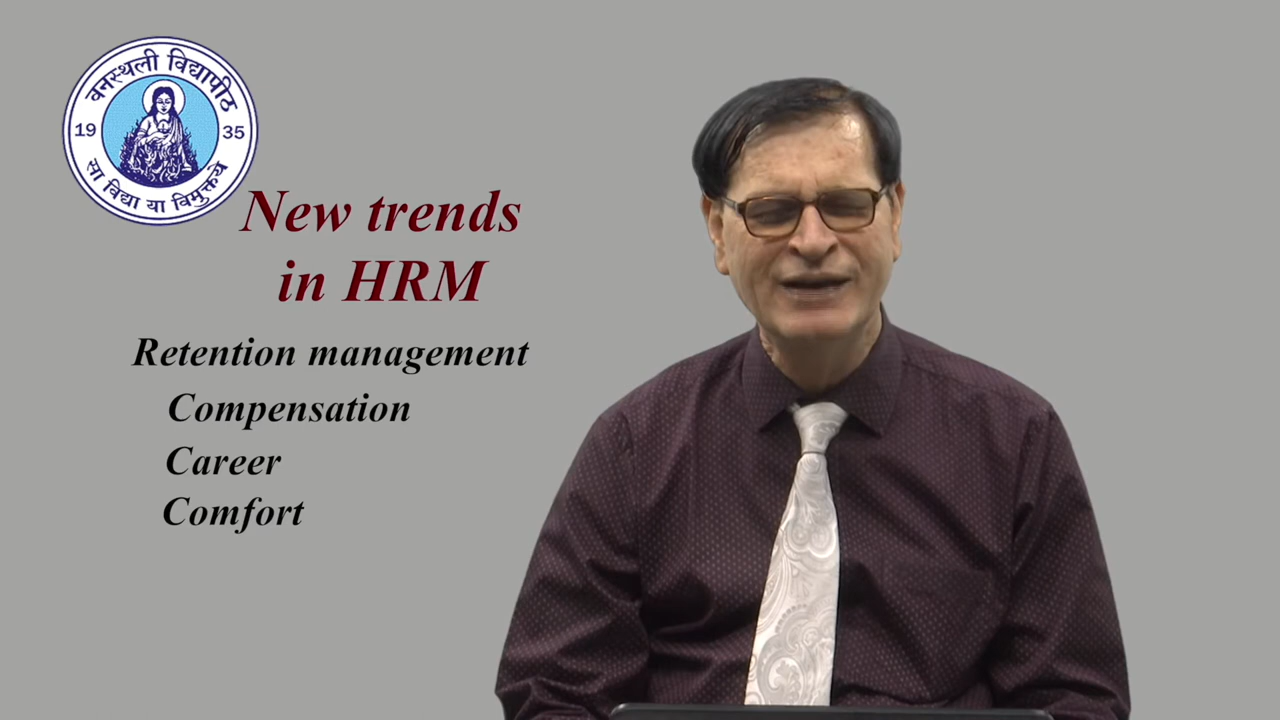 वनस्थली विद्यापीठ
19 35
सा विद्या या विमुक्तये
New trends
in HRM
Retention management
Compensation
Career
Comfort